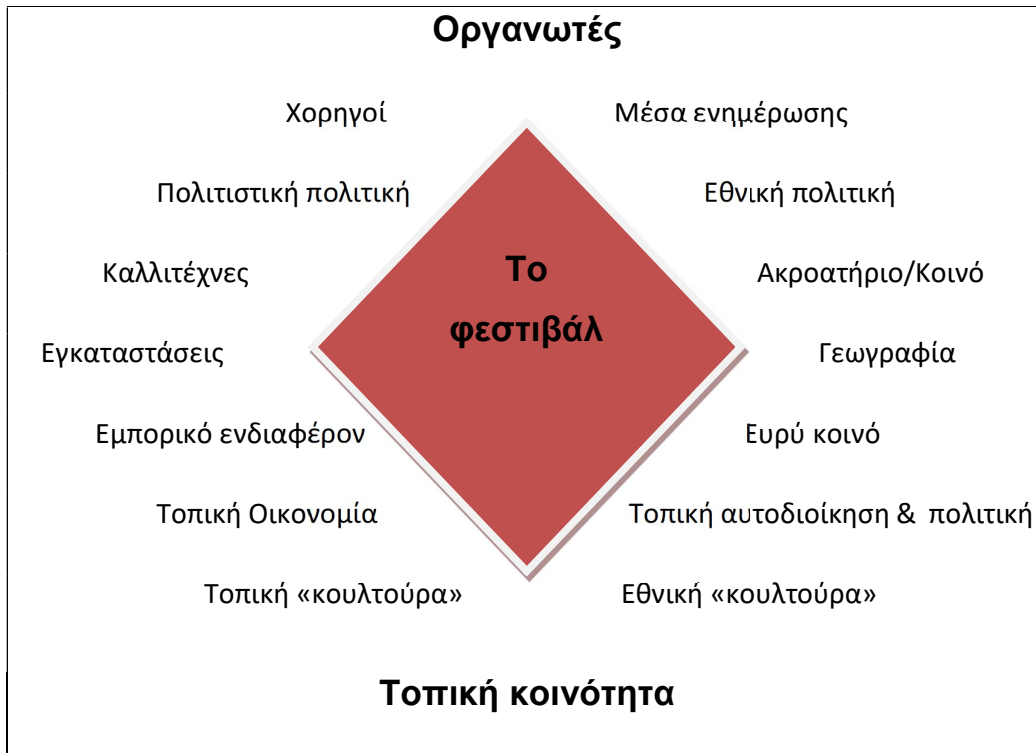 Οργανωτές
Χορηγοί Μέσα ενημέρωσης
Πολιτιστική πολιτική Εθνική πολιτική
Καλλιτέχνες Το Ακροατήριο/Κοινό
φεστιβάλ
Εγκαταστάσεις Γεωγραφία
Εμπορικό ενδιαφέρον Ευρύ κοινό
Τοπική Οικονομία Τοπική αυτοδιοίκηση & πολιτική
Τοπική «κουλτούρα» Εθνική «κουλτούρα»
Τοπική κοινότητα